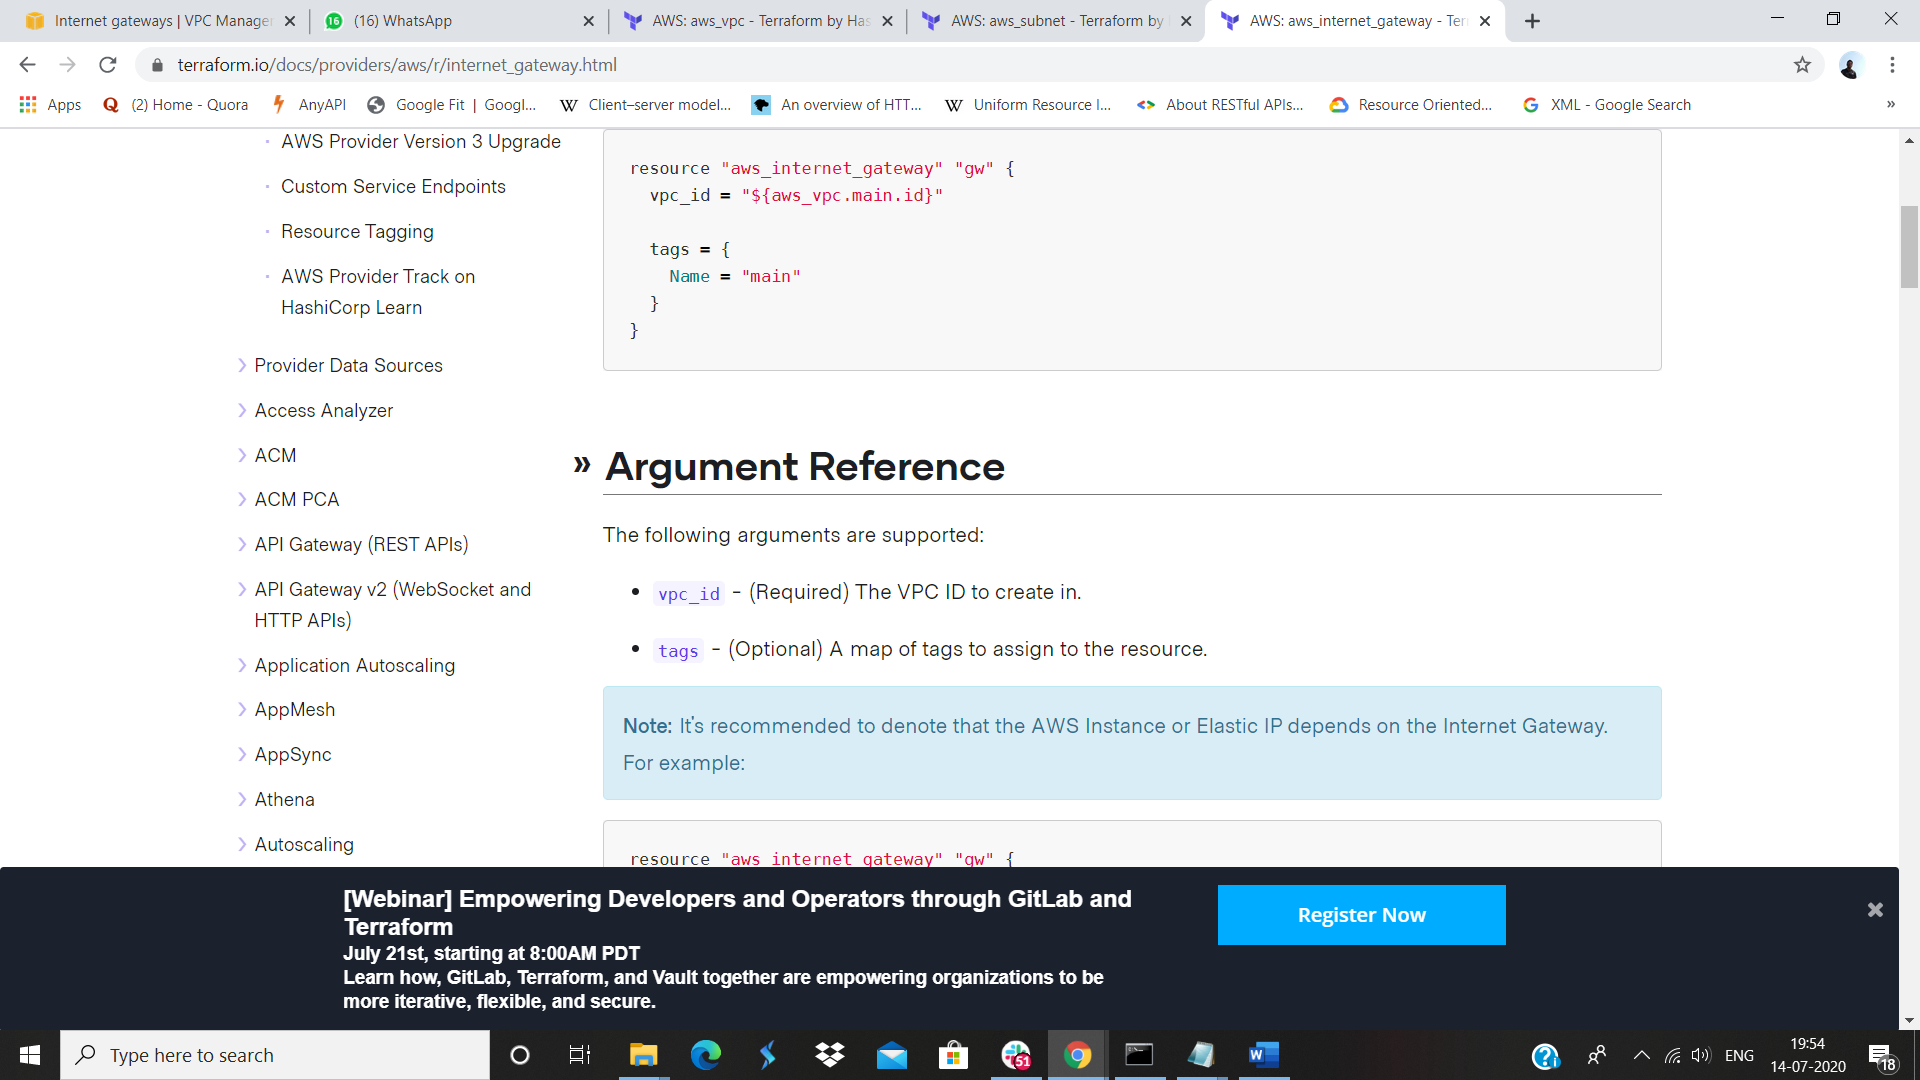 Internet gateways | VPC Manager
(16) WhatsApp
AWS: aws_vpc - Terraform by Has
AWS: aws_subnet - Terraform by
AWS: aws_internet_gateway - Ter
terraform.io/docs/providers/aws/r/internet_gateway.html
Apps
(2) Home - Quora
AnyAPI
Google Fit | Googl...
Client–server model...
An overview of HTT...
Uniform Resource I...
About RESTful APIs...
Resource Oriented...
XML - Google Search
»
AWS Provider Version 3 Upgrade
Custom Service Endpoints
Resource Tagging
AWS Provider Track on
HashiCorp Learn
Provider Data Sources
Access Analyzer
ACM
ACM PCA
API Gateway (REST APIs)
API Gateway v2 (WebSocket and
HTTP APIs)
Application Autoscaling
AppMesh
AppSync
Athena
Autoscaling
resource "aws_internet_gateway" "gw" {
vpc_id = "${aws_vpc.main.id}"
tags = {
Name = "main"
}
}
» Argument Reference
The following arguments are supported:
• vpc_id - (Required) The VPC ID to create in.
• tags - (Optional) A map of tags to assign to the resource.
Note: It's recommended to denote that the AWS Instance or Elastic IP depends on the Internet Gateway.
For example:
resource "aws_internet_gateway" "gw" {
[Webinar] Empowering Developers and Operators through GitLab and
Terraform
July 21st, starting at 8:00AM PDT
Learn how, GitLab, Terraform, and Vault together are empowering organizations to be
more iterative, flexible, and secure.
Register Now
Type here to search
51
ENG
19:54
14-07-2020
18